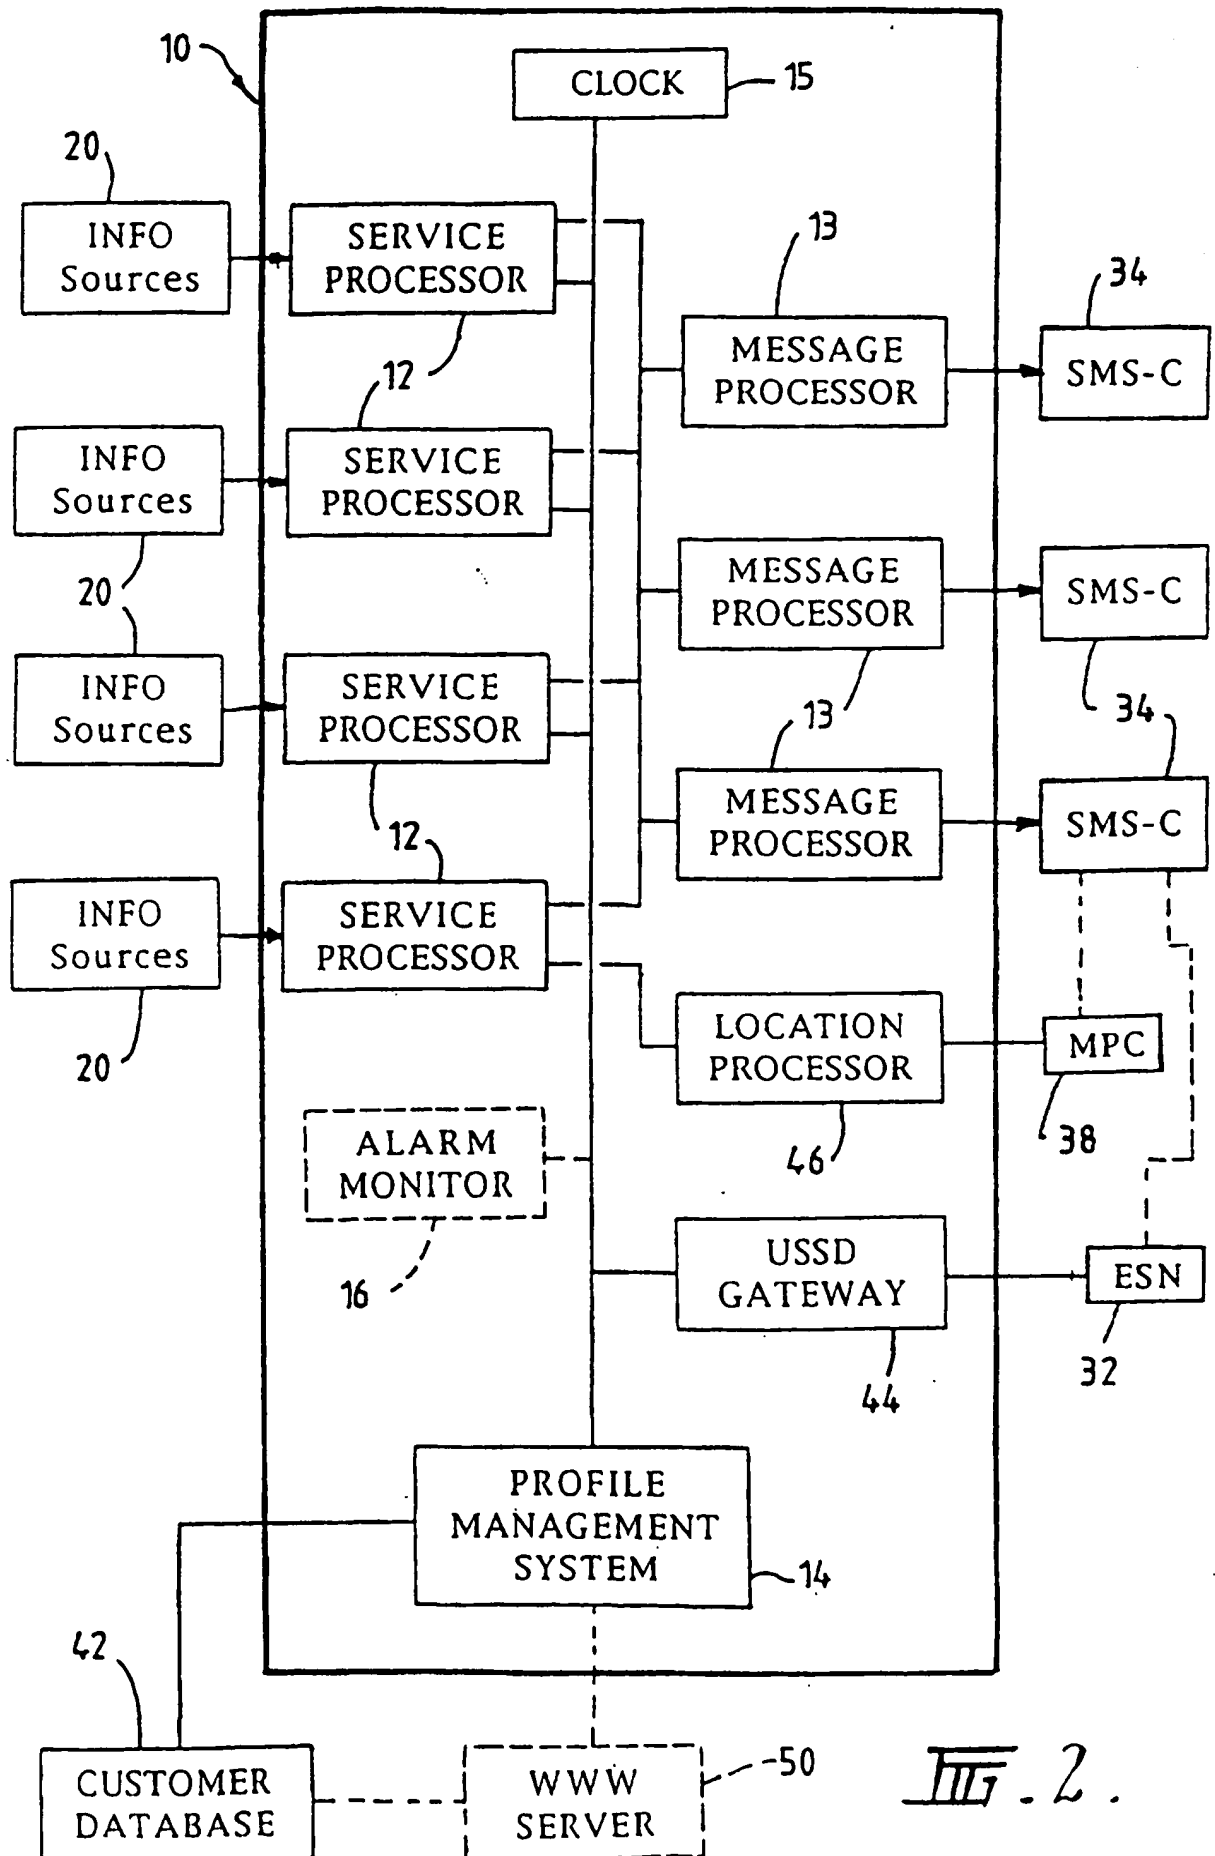 10
CLOCK
15
20
INFO
Sources
SERVICE
PROCESSOR
13
34
12
MESSAGE
PROCESSOR
SMS-C
INFO
Sources
SERVICE
PROCESSOR
20
MESSAGE
PROCESSOR
SMS-C
INFO
Sources
SERVICE
PROCESSOR
13
34
12
MESSAGE
PROCESSOR
SMS-C
INFO
Sources
SERVICE
PROCESSOR
20
LOCATION
PROCESSOR
MPC
46
38
ALARM
MONITOR
16
USSD
GATEWAY
ESN
44
32
PROFILE
MANAGEMENT
SYSTEM
14
42
CUSTOMER
DATABASE
WWW
SERVER
50
FIG. 2.